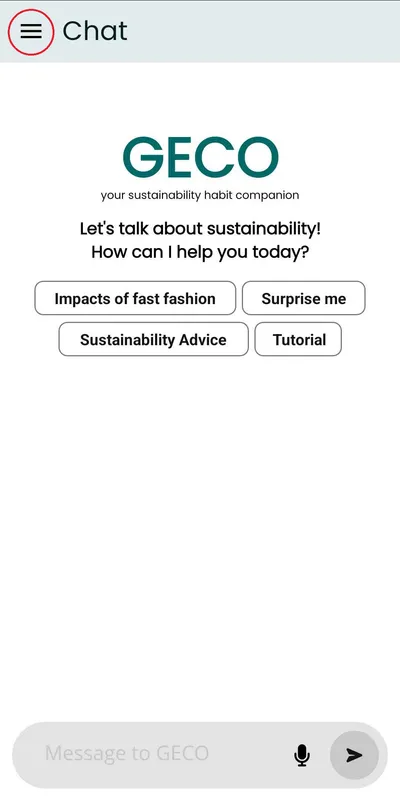 Chat
GECO
your sustainability habit companion
Let's talk about sustainability!
How can I help you today?
Impacts of fast fashion
Surprise me
Sustainability Advice
Tutorial
Message to GECO